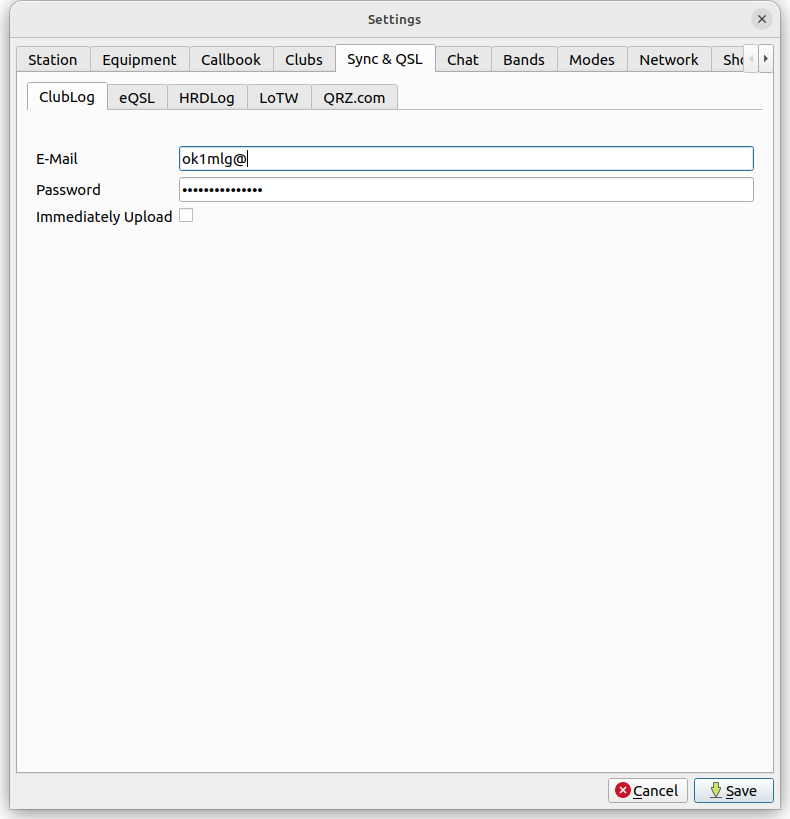 Settings
Station Equipment Callbook Clubs Sync & QSL Chat Bands Modes Network
ClubLog eQSL HRDLog LoTW QRZ.com
E-Mail ok1mlg@
Password •••••••••••••••
Immediately Upload
Cancel Save